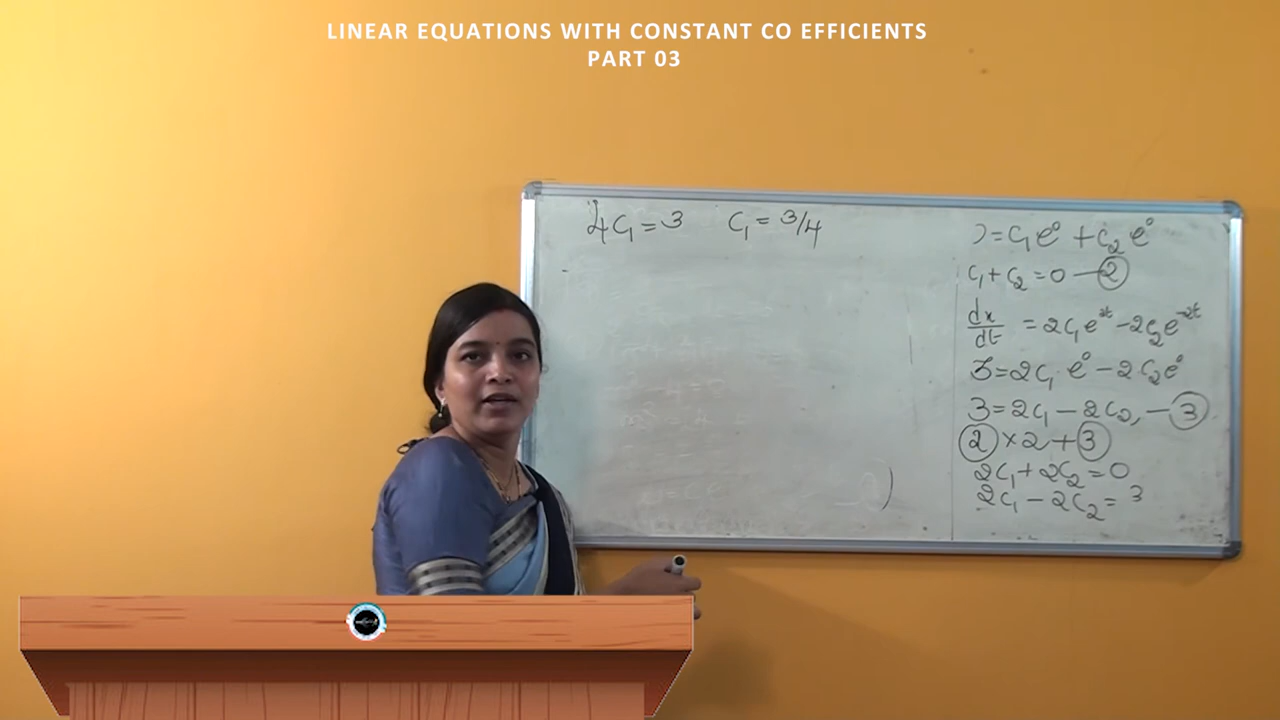 LINEAR EQUATIONS WITH CONSTANT CO EFFICIENTS
PART 03
4C₁ = 3 C₁ = 3/4
0 = C₁e⁰ + C₂e⁰
C₁ + C₂ = 0 — ②
dx/dt = 2C₁e²ᵗ - 2C₂e⁻²ᵗ
3 = 2C₁e⁰ - 2C₂e⁰
3 = 2C₁ - 2C₂, — ③
② × 2 + ③
2C₁ + 2C₂ = 0
2C₁ - 2C₂ = 3